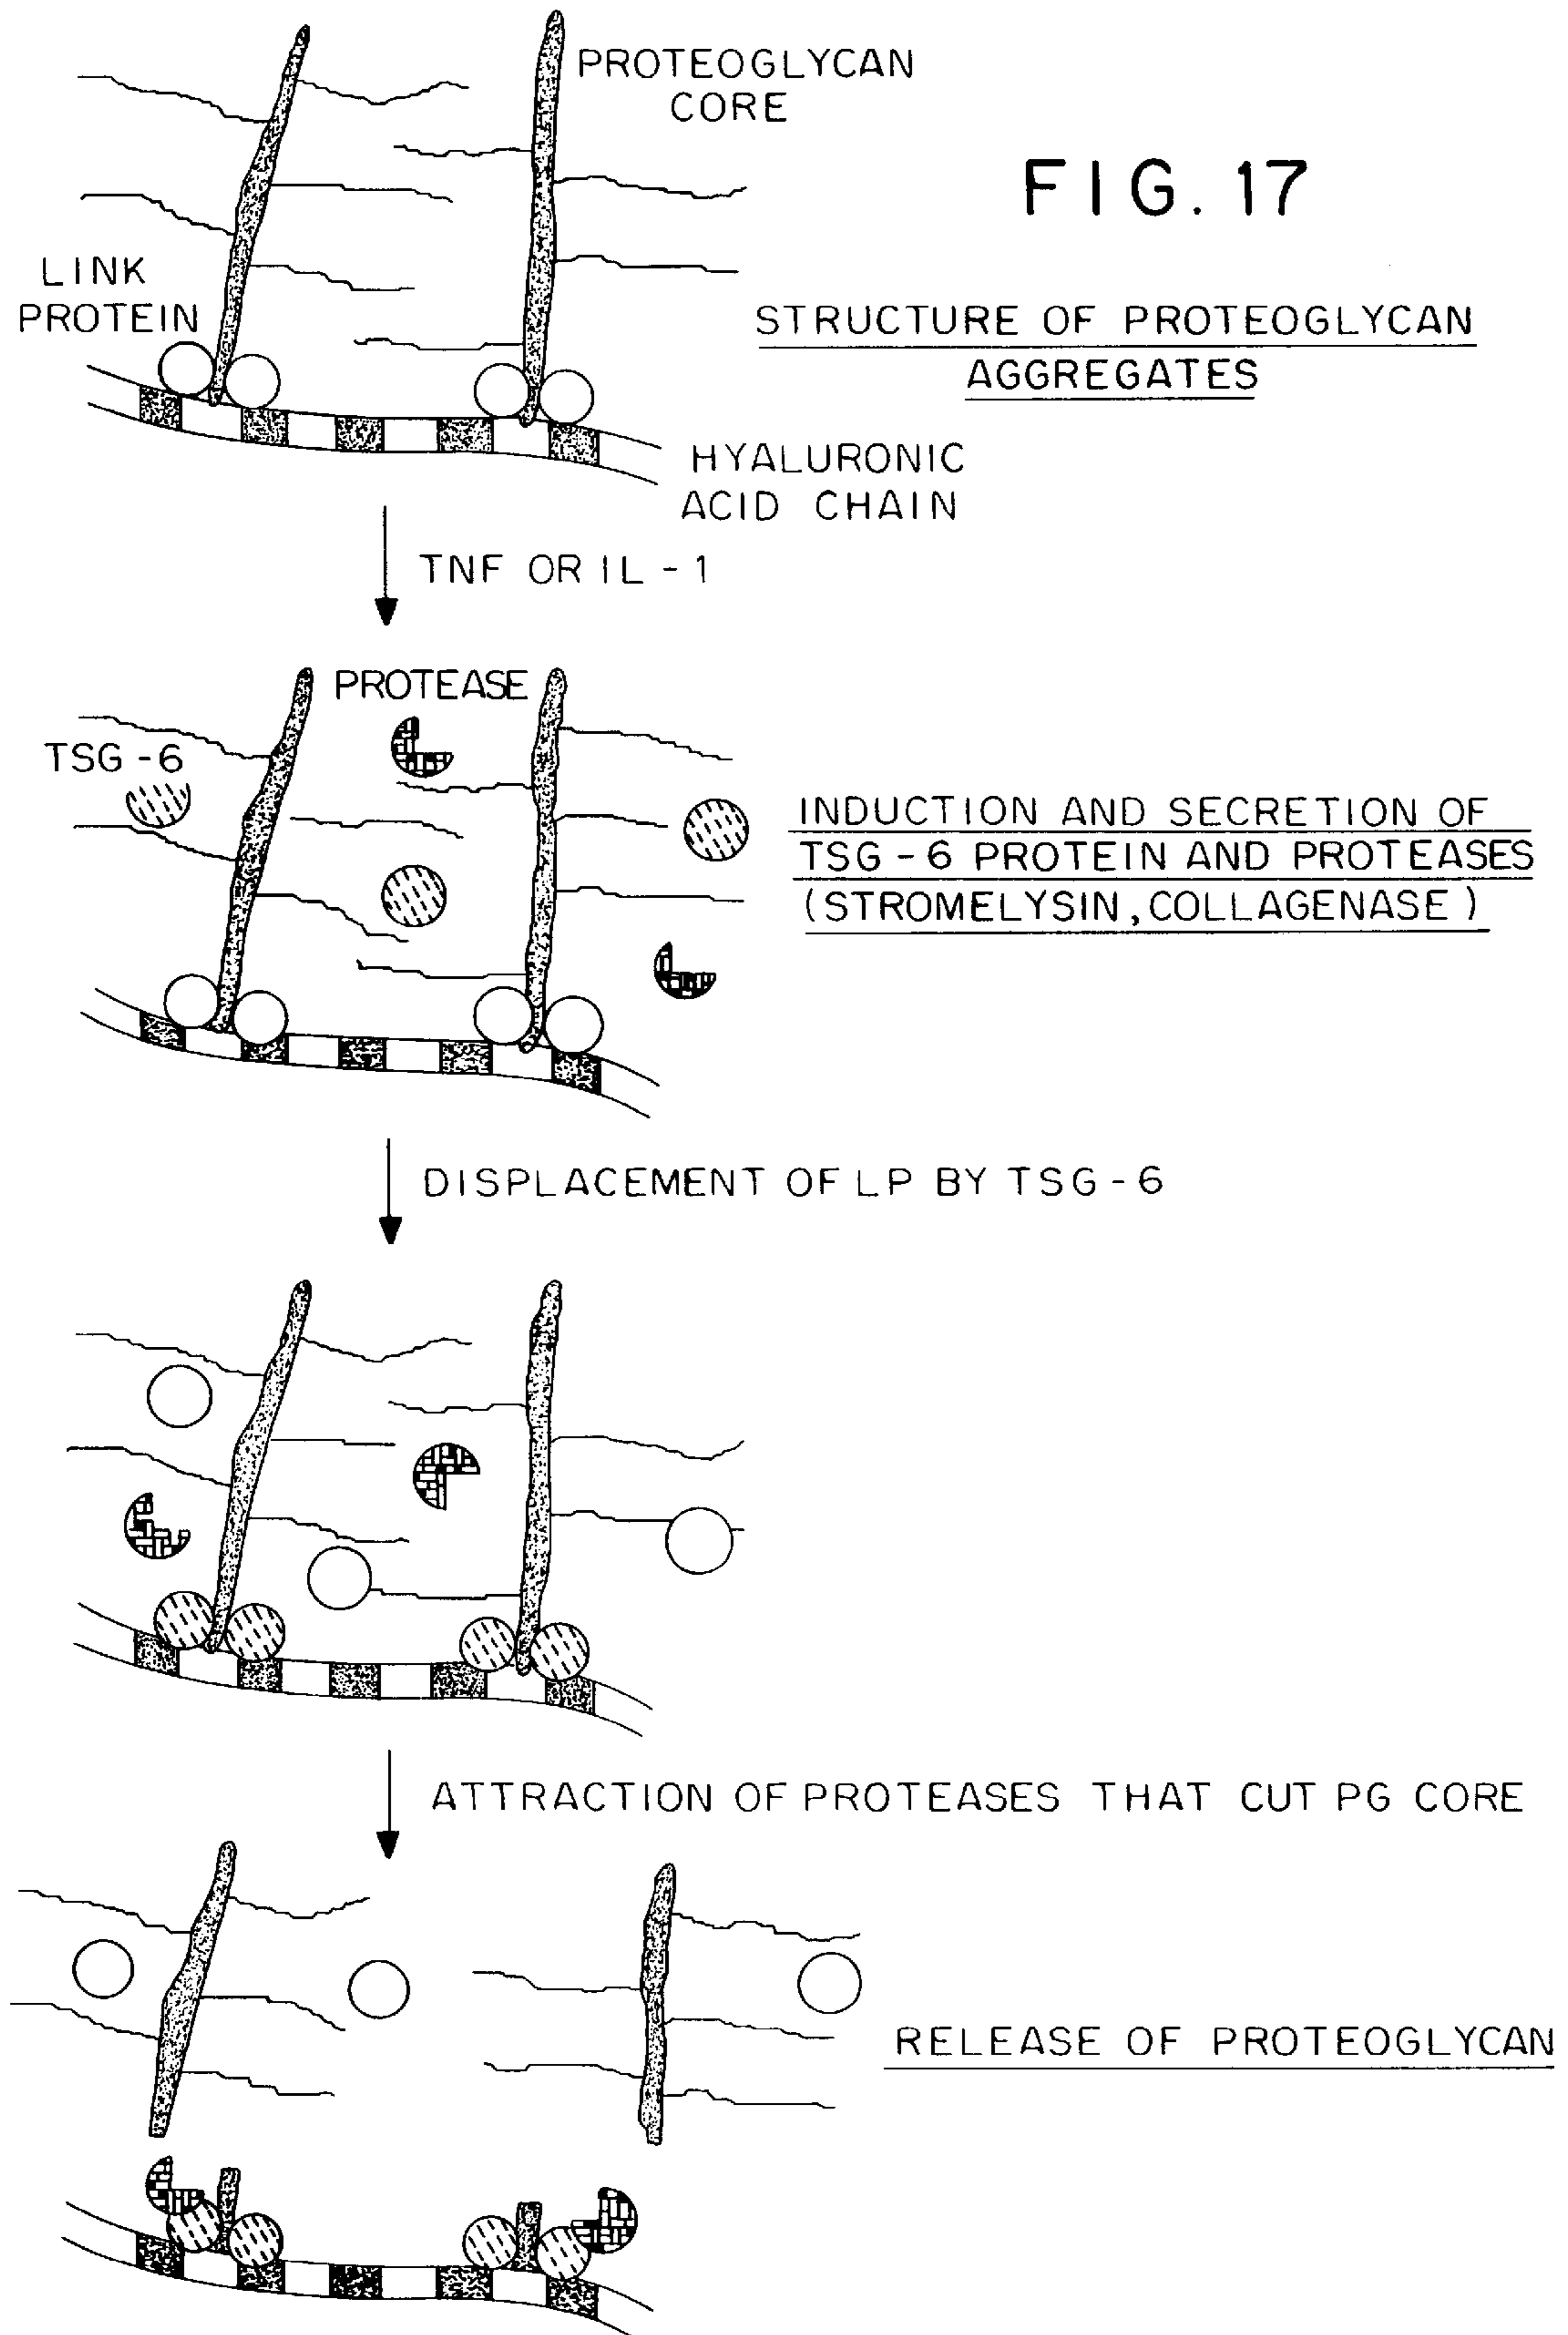 PROTEOGLYCAN
CORE
FIG. 17
LINK
PROTEIN
STRUCTURE OF PROTEOGLYCAN
AGGREGATES
HYALURONIC
ACID CHAIN
TNF OR IL - 1
PROTEASE
TSG - 6
INDUCTION AND SECRETION OF
TSG - 6 PROTEIN AND PROTEASES
(STROMELYSIN, COLLAGENASE)
DISPLACEMENT OF LP BY TSG - 6
ATTRACTION OF PROTEASES THAT CUT PG CORE
RELEASE OF PROTEOGLYCAN